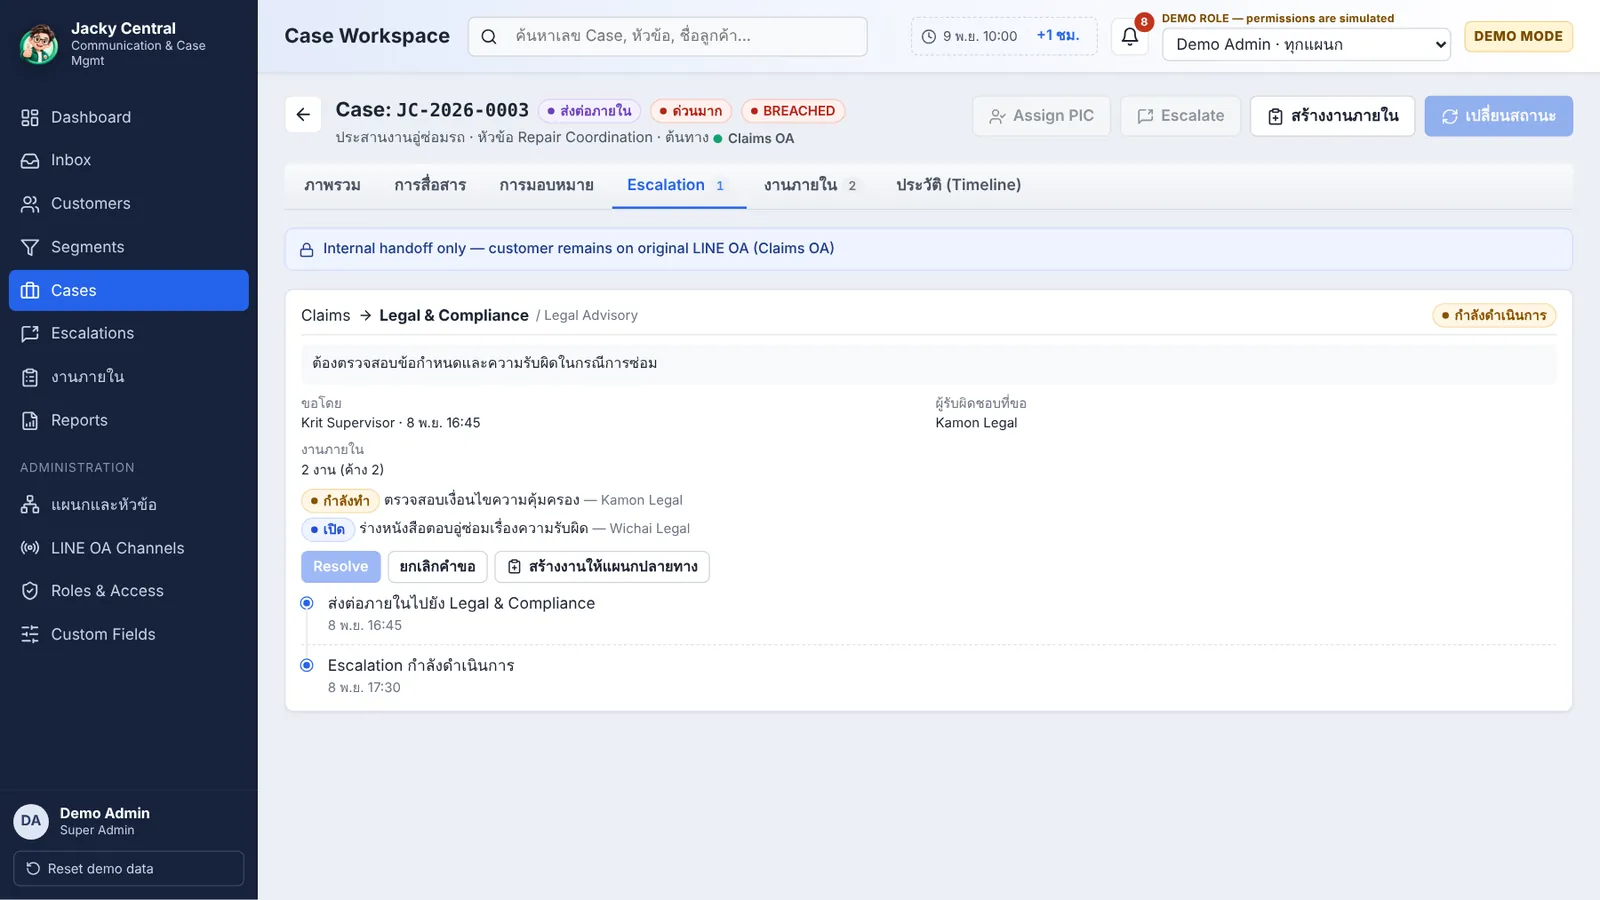 Jacky Central
Communication & Case
Mgmt
Dashboard
Inbox
Customers
Segments
Cases
Escalations
งานภายใน
Reports
ADMINISTRATION
แผนกและหัวข้อ
LINE OA Channels
Roles & Access
Custom Fields
DA
Demo Admin
Super Admin
Reset demo data
Case Workspace
ค้นหาเลข Case, หัวข้อ, ชื่อลูกค้า...
9 พ.ย. 10:00 +1 ชม.
8
DEMO ROLE — permissions are simulated
Demo Admin · ทุกแผนก
DEMO MODE
Case: JC-2026-0003 ส่งต่อภายใน ด่วนมาก BREACHED
ประสานงานอู่ซ่อมรถ · หัวข้อ Repair Coordination · ต้นทาง Claims OA
Assign PIC
Escalate
สร้างงานภายใน
เปลี่ยนสถานะ
ภาพรวม การสื่อสาร การมอบหมาย Escalation 1 งานภายใน 2 ประวัติ (Timeline)
Internal handoff only — customer remains on original LINE OA (Claims OA)
Claims → Legal & Compliance / Legal Advisory
กำลังดำเนินการ
ต้องตรวจสอบข้อกำหนดและความรับผิดในกรณีการซ่อม
ขอโดย
Krit Supervisor · 8 พ.ย. 16:45
ผู้รับผิดชอบที่ขอ
Kamon Legal
งานภายใน
2 งาน (ค้าง 2)
กำลังทำ ตรวจสอบเงื่อนไขความคุ้มครอง — Kamon Legal
เปิด ร่างหนังสือตอบอู่ซ่อมเรื่องความรับผิด — Wichai Legal
Resolve ยกเลิกคำขอ สร้างงานให้แผนกปลายทาง
ส่งต่อภายในไปยัง Legal & Compliance
8 พ.ย. 16:45
Escalation กำลังดำเนินการ
8 พ.ย. 17:30